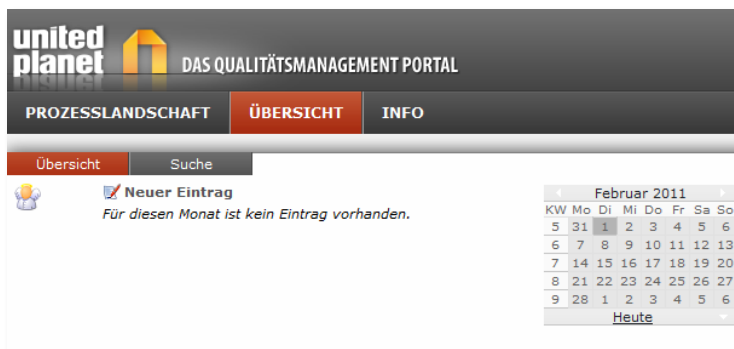 united
planet
DAS QUALITÄTSMANAGEMENT PORTAL
PROZESSLANDSCHAFT ÜBERSICHT INFO
Übersicht Suche
Neuer Eintrag
Für diesen Monat ist kein Eintrag vorhanden.
Februar 2011
KW Mo Di Mi Do Fr Sa So
5 31 1 2 3 4 5 6
6 7 8 9 10 11 12 13
7 14 15 16 17 18 19 20
8 21 22 23 24 25 26 27
9 28 1 2 3 4 5 6
Heute